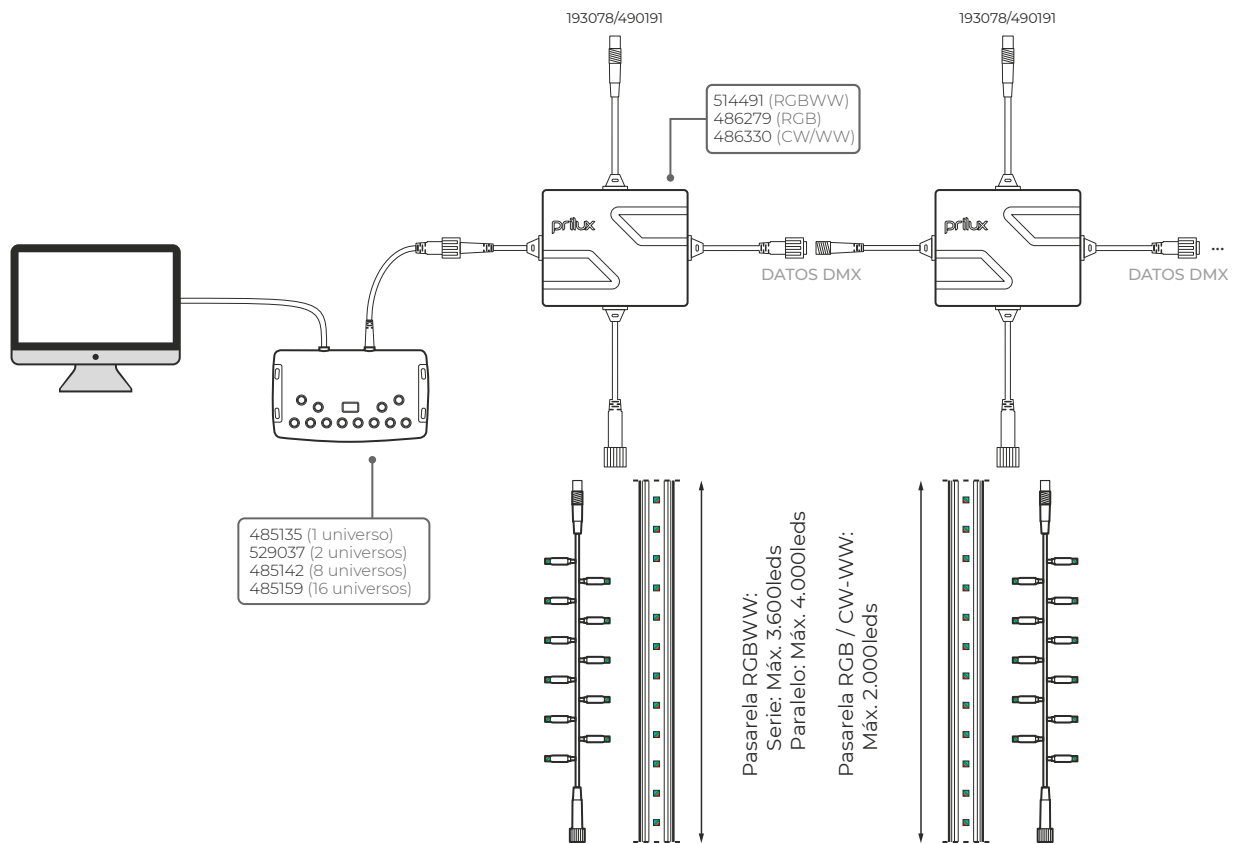 193078/490191
193078/490191
514491 (RGBWW)
486279 (RGB)
486330 (CW/WW)
prilux
prilux
DATOS DMX
...
DATOS DMX
485135 (1 universo)
529037 (2 universos)
485142 (8 universos)
485159 (16 universos)
Pasarela RGBWW:
Serie: Máx. 3.600leds
Paralelo: Máx. 4.000leds
Pasarela RGB / CW-WW:
Máx. 2.000leds